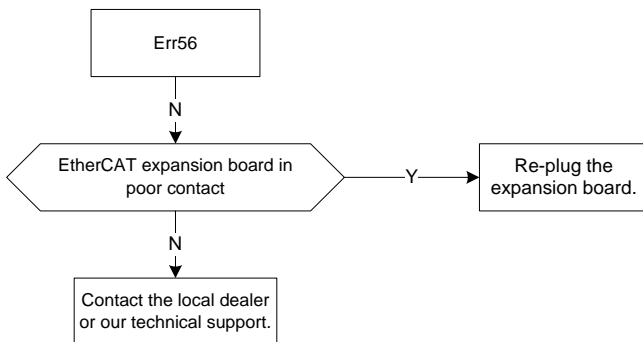 Err56
N
EtherCAT expansion board in
poor contact
Y
Re-plug the
expansion board.
N
Contact the local dealer
or our technical support.